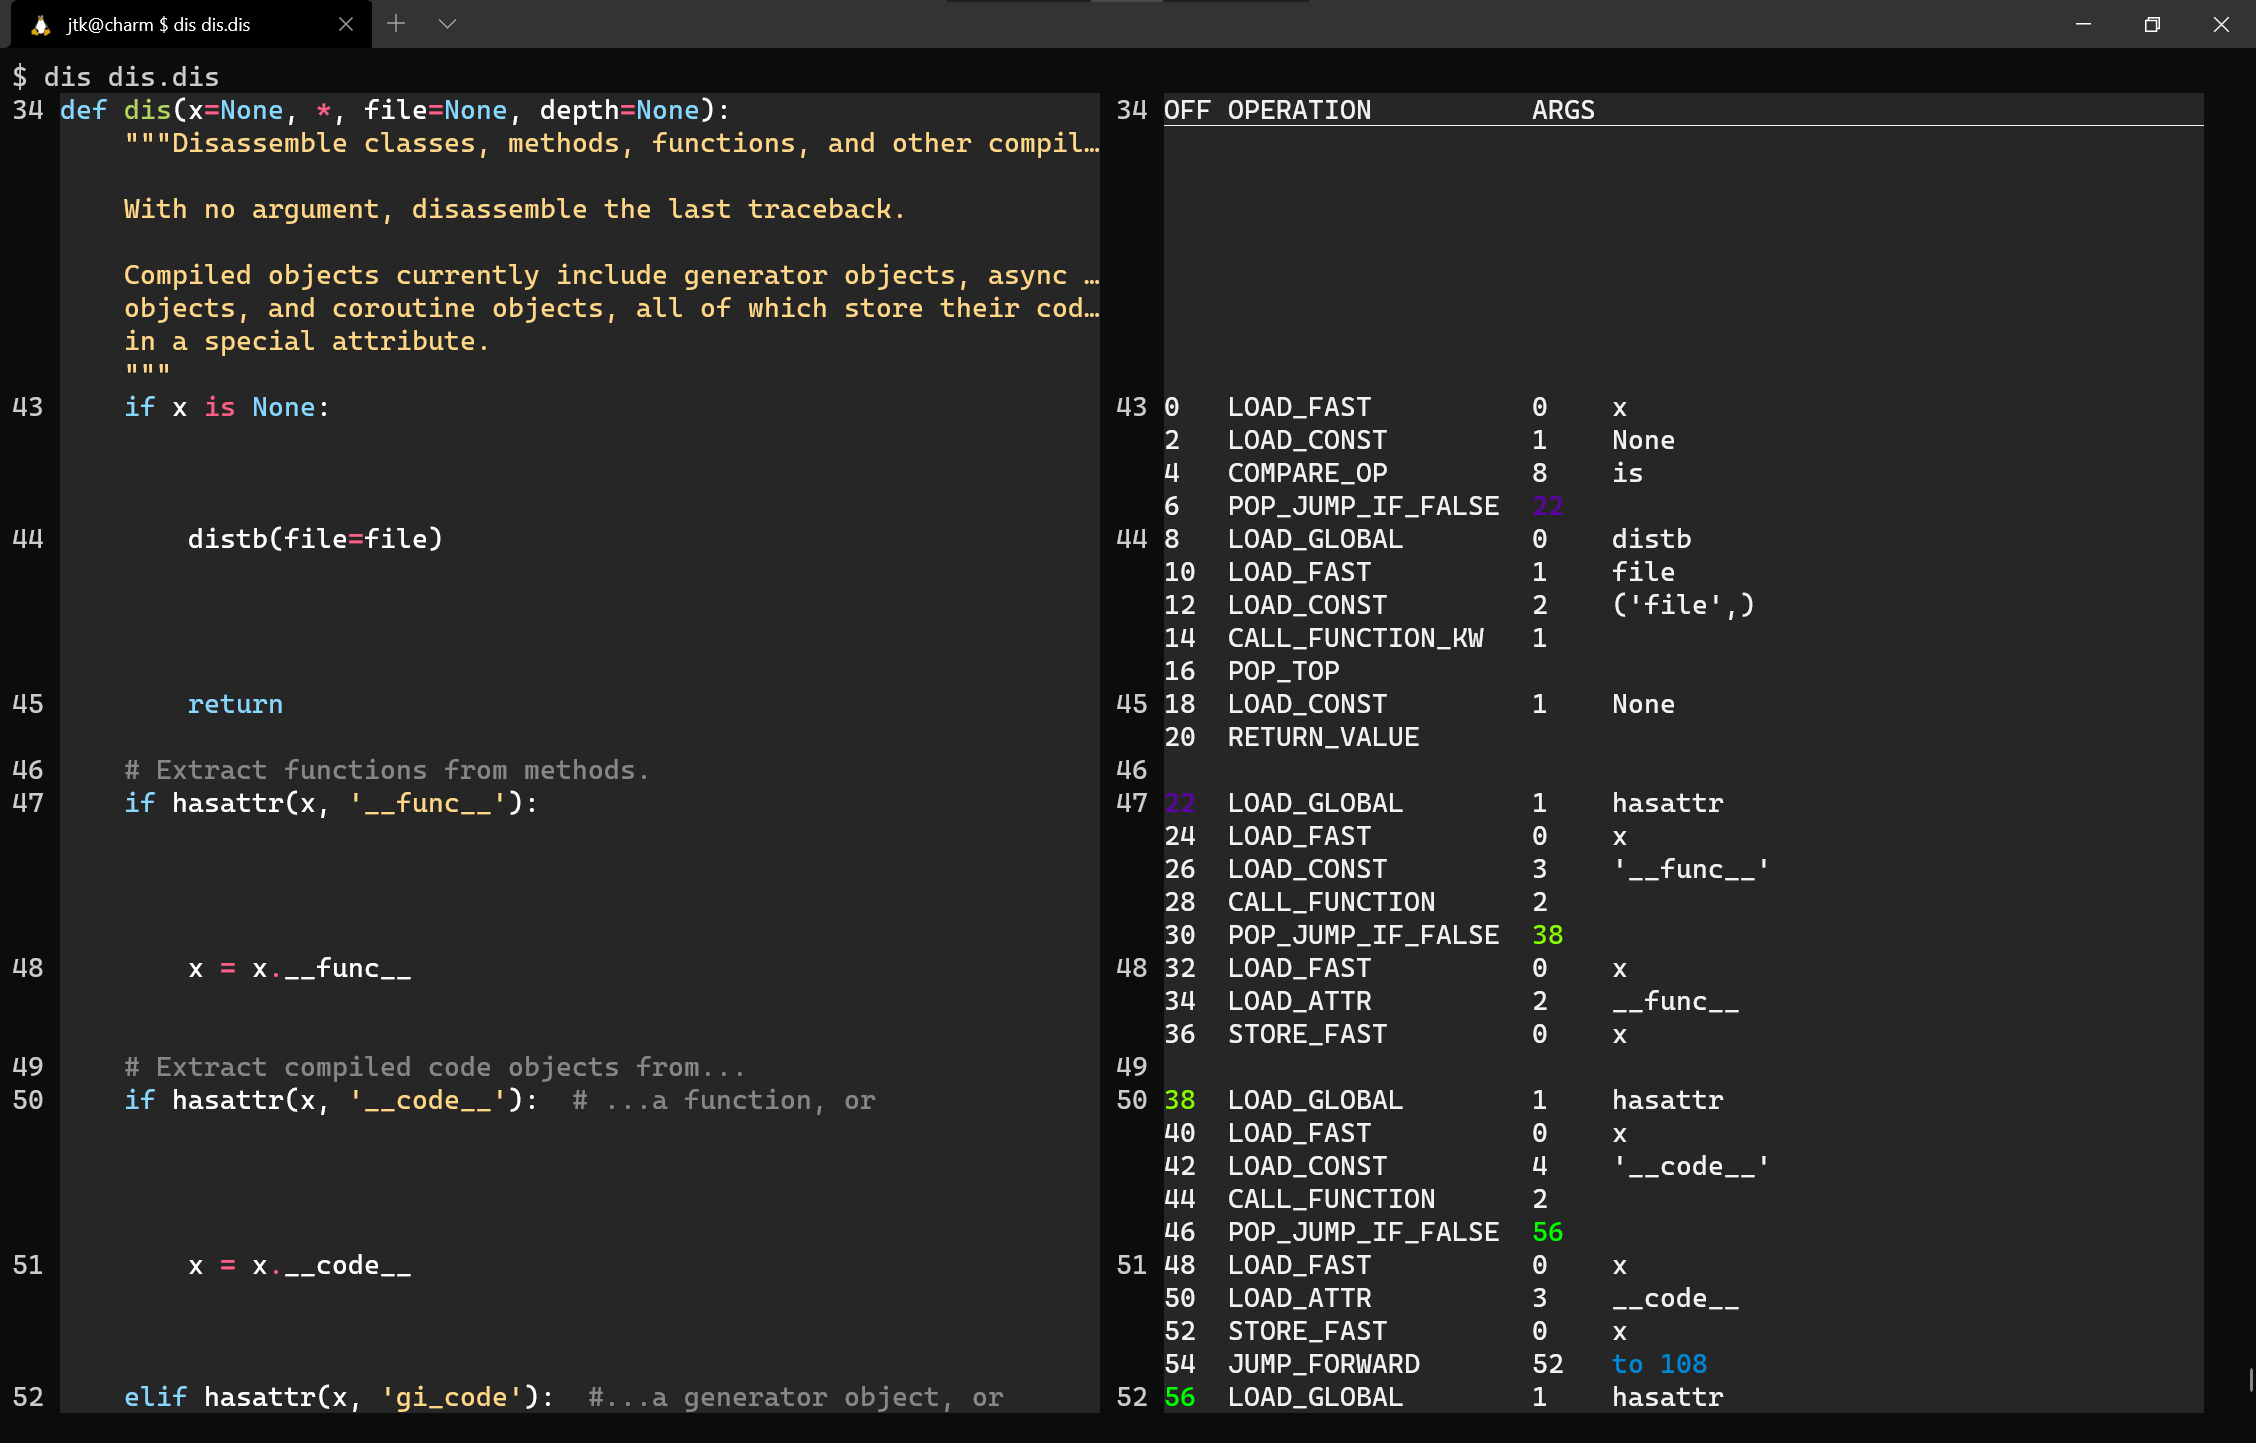 jtk@charm $ dis dis.dis
$ dis dis.dis
34 def dis(x=None, *, file=None, depth=None):
"""Disassemble classes, methods, functions, and other compil…
With no argument, disassemble the last traceback.
Compiled objects currently include generator objects, async …
objects, and coroutine objects, all of which store their cod…
in a special attribute.
"""
43 if x is None:
44 distb(file=file)
45 return
46 # Extract functions from methods.
47 if hasattr(x, '__func__'):
48 x = x.__func__
49 # Extract compiled code objects from...
50 if hasattr(x, '__code__'):  # ...a function, or
51 x = x.__code__
52 elif hasattr(x, 'gi_code'):  #...a generator object, or
34 OFF OPERATION ARGS
43 0 LOAD_FAST 0 x
2 LOAD_CONST 1 None
4 COMPARE_OP 8 is
6 POP_JUMP_IF_FALSE 22
44 8 LOAD_GLOBAL 0 distb
10 LOAD_FAST 1 file
12 LOAD_CONST 2 ('file',)
14 CALL_FUNCTION_KW 1
16 POP_TOP
45 18 LOAD_CONST 1 None
20 RETURN_VALUE
46
47 22 LOAD_GLOBAL 1 hasattr
24 LOAD_FAST 0 x
26 LOAD_CONST 3 '__func__'
28 CALL_FUNCTION 2
30 POP_JUMP_IF_FALSE 38
48 32 LOAD_FAST 0 x
34 LOAD_ATTR 2 __func__
36 STORE_FAST 0 x
49
50 38 LOAD_GLOBAL 1 hasattr
40 LOAD_FAST 0 x
42 LOAD_CONST 4 '__code__'
44 CALL_FUNCTION 2
46 POP_JUMP_IF_FALSE 56
51 48 LOAD_FAST 0 x
50 LOAD_ATTR 3 __code__
52 STORE_FAST 0 x
54 JUMP_FORWARD 52 to 108
52 56 LOAD_GLOBAL 1 hasattr